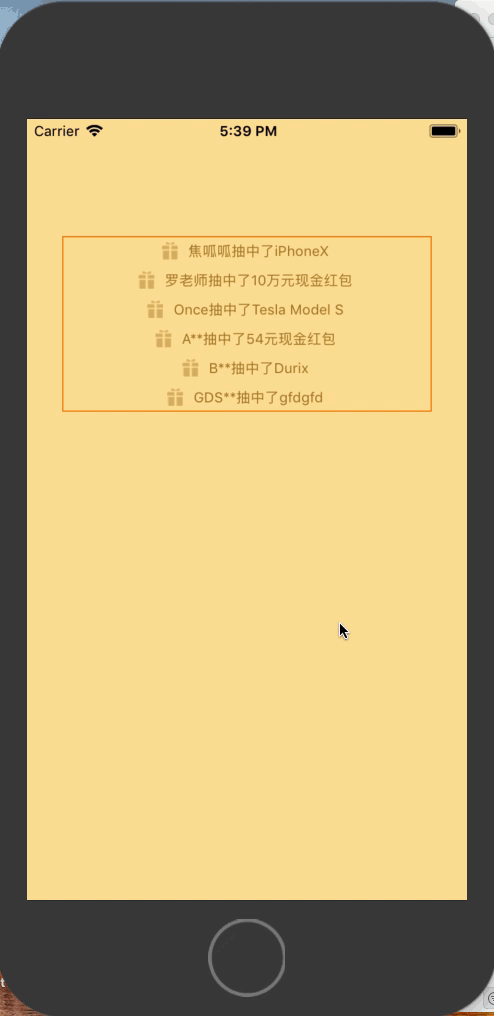 Carrier 5:39 PM
焦呱呱抽中了iPhoneX
罗老师抽中了10万元现金红包
Once抽中了Tesla Model S
A**抽中了54元现金红包
B**抽中了Durix
GDS**抽中了gfdgfd